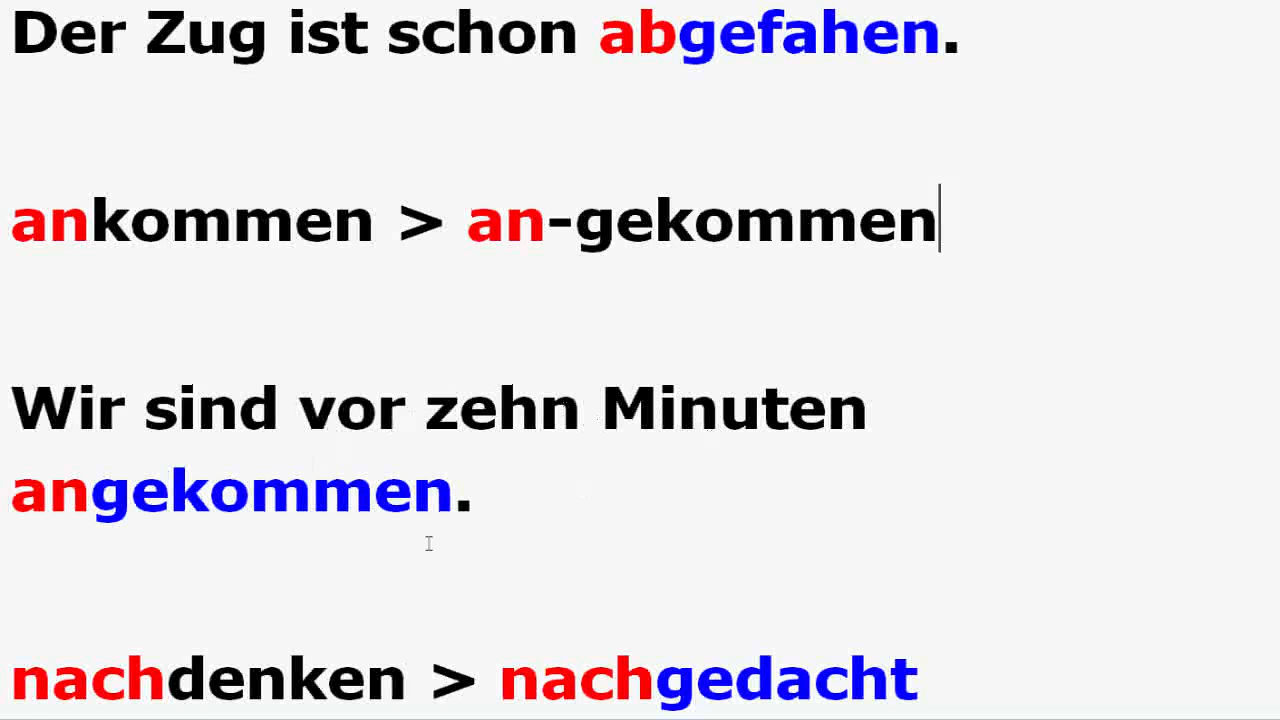 Der Zug ist schon abgefahen.
ankommen > an-gekommen
Wir sind vor zehn Minuten
angekommen.
nachdenken > nachgedacht